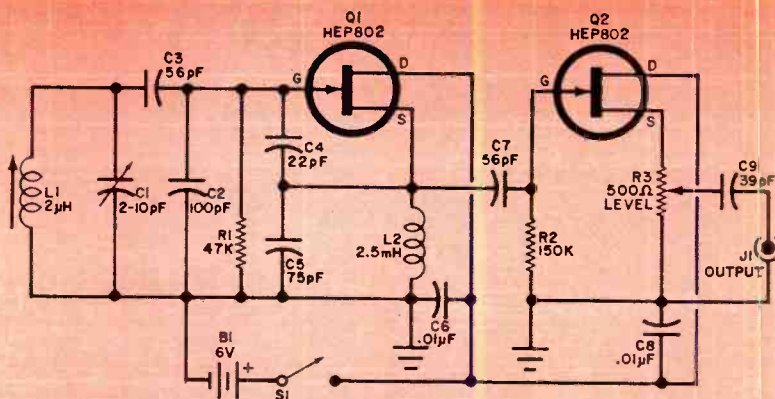 Q1
HEP802
Q2
HEP802
C3
56pF
G
D
S
G
D
S
C4
22pF
C7
56pF
C9
39pF
R3
500Ω
LEVEL
L1
2μH
C1
2-10pF
C2
100pF
R1
47K
C5
75pF
L2
2.5mH
R2
150K
J1
OUTPUT
C6
.01μF
C8
.01μF
B1
6V
+
S1